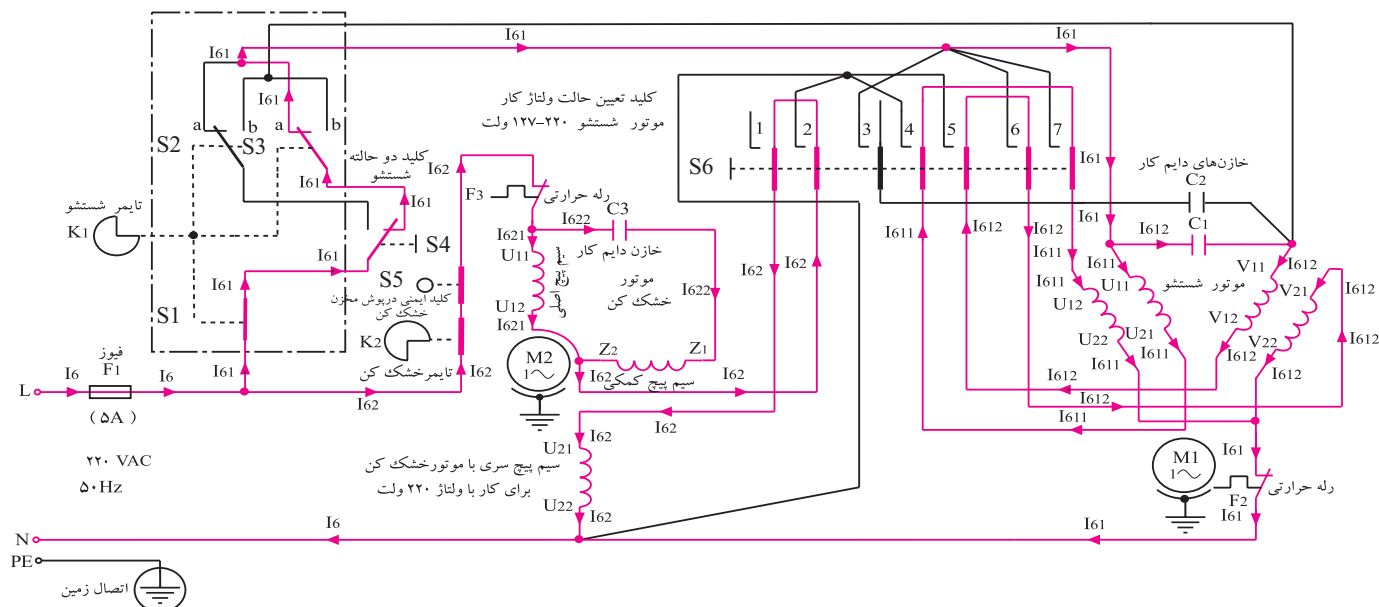 I61
I61
I61
I61
a
b
a
b
S2
S3
I61
I61
I61
S4
I61
I61
تایمر شستشو
K1
S1
کلید دو حالته
شستشو
کلید تعیین حالت ولتاژ کار
موتور شستشو ۲۲۰–۱۲۷ ولت
1
2
3
4
5
6
7
S6
I62
F3
رله حرارتی
I622
C3
I621
U11
سیم پیچ اصلی
خازن دایم کار
موتور
خشک کن
U12
I621
I622
S5
کلید ایمنی درپوش مخزن
خشک کن
K2
تایمرخشک کن
I62
M2
1
Z2
Z1
سیم پیچ کمکی
I62
I62
I62
I62
I62
خازن‌های دایم کار
C2
I61
I61
I612
C1
I611
I612
I612
I611
I611
U12
I611
U11
U22
U21
I611
I611
موتور شستشو
V11
I612
V21
V12
V22
I612
I612
I612
I612
I612
I612
I611
فیوز
F1
L
I6
I6
I61
I62
(۵A)
۲۲۰ VAC
۵۰Hz
U21
I62
سیم پیچ سری با موتورخشک کن
برای کار با ولتاژ ۲۲۰ ولت
U22
I62
I61
M1
1
F2
رله حرارتی
I61
N
I6
I61
PE
اتصال زمین